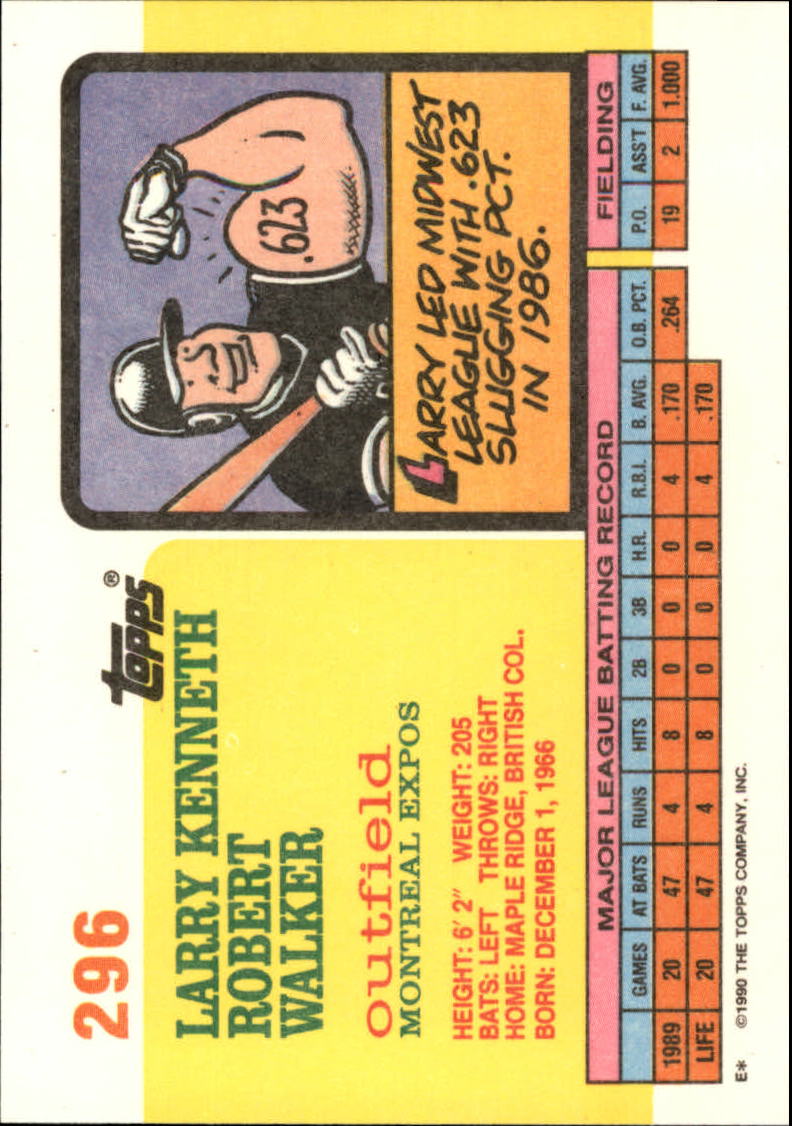 296
topps®
LARRY KENNETH
ROBERT
WALKER
outfield
MONTREAL EXPOS
HEIGHT: 6' 2" WEIGHT: 205
BATS: LEFT THROWS: RIGHT
HOME: MAPLE RIDGE, BRITISH COL.
BORN: DECEMBER 1, 1966
.623
LARRY LED MIDWEST
LEAGUE WITH .623
SLUGGING PCT.
IN 1986.
MAJOR LEAGUE BATTING RECORD FIELDING
GAMES AT BATS RUNS HITS 2B 3B H.R. R.B.I. B. AVG. O.B. PCT. P.O. ASS'T F. AVG.
1989 20 47 4 8 0 0 0 4 .170 .264 19 2 1.000
LIFE 20 47 4 8 0 0 0 4 .170
E* ©1990 THE TOPPS COMPANY, INC.